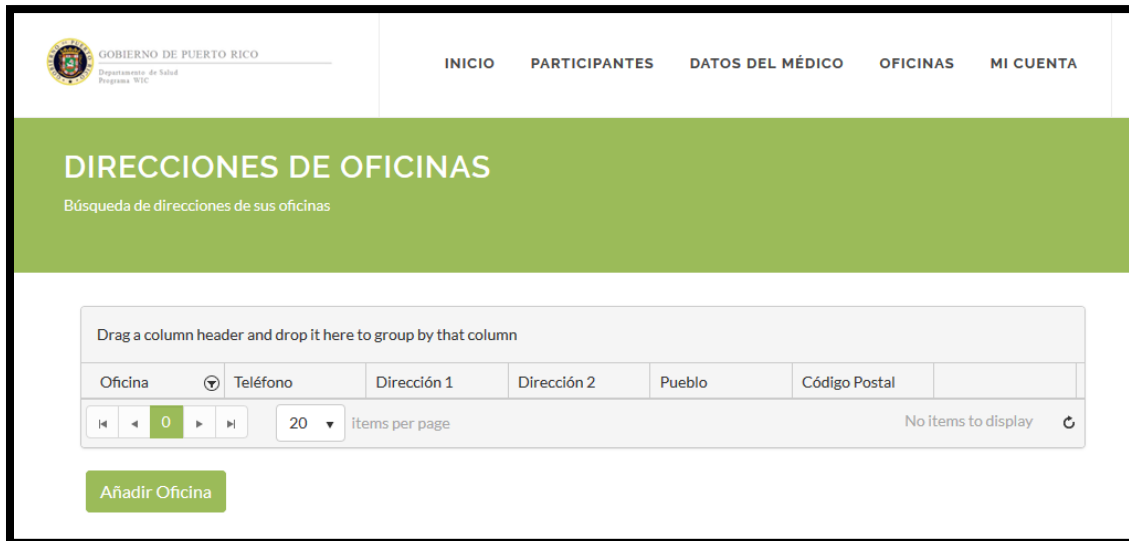 GOBIERNO DE PUERTO RICO
Departamento de Salud
Programa WIC
INICIO PARTICIPANTES DATOS DEL MÉDICO OFICINAS MI CUENTA
DIRECCIONES DE OFICINAS
Búsqueda de direcciones de sus oficinas
Drag a column header and drop it here to group by that column
Oficina Teléfono Dirección 1 Dirección 2 Pueblo Código Postal
0 20 items per page No items to display
Añadir Oficina